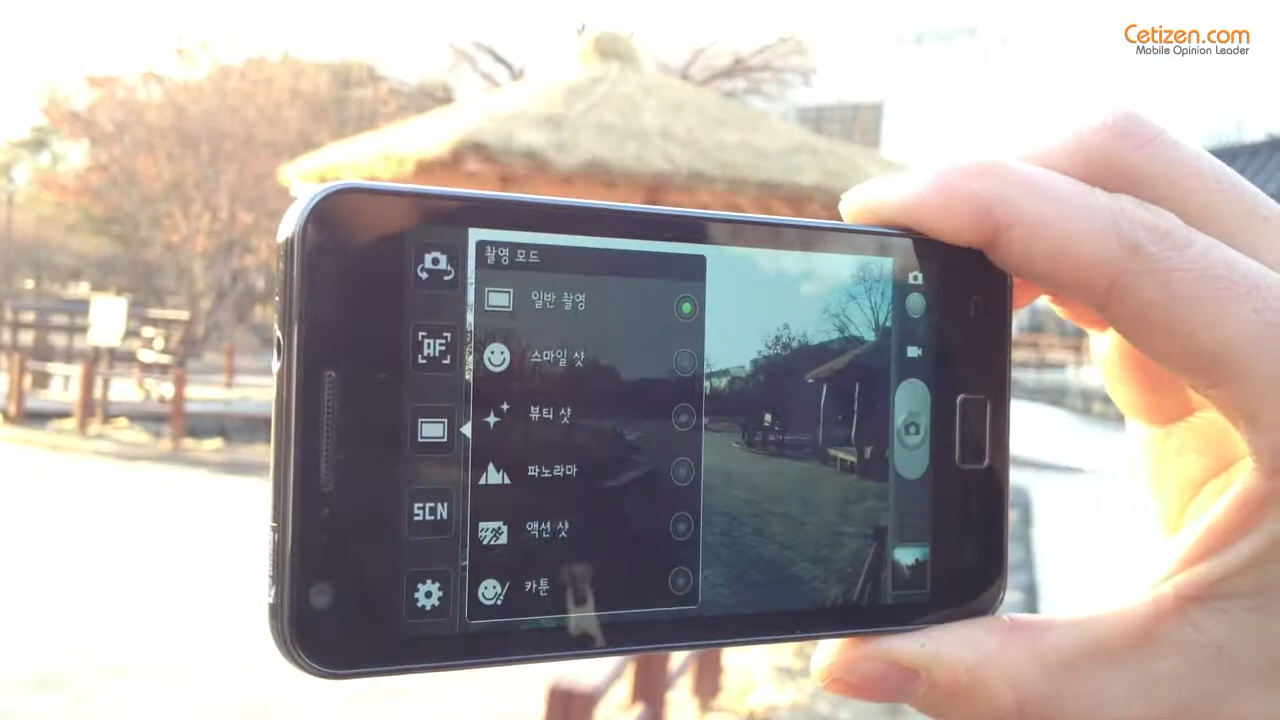 Cetizen.com
Mobile Opinion Leader
촬영 모드
일반 촬영
AF
스마일 샷
뷰티 샷
파노라마
SCN
액션 샷
카툰